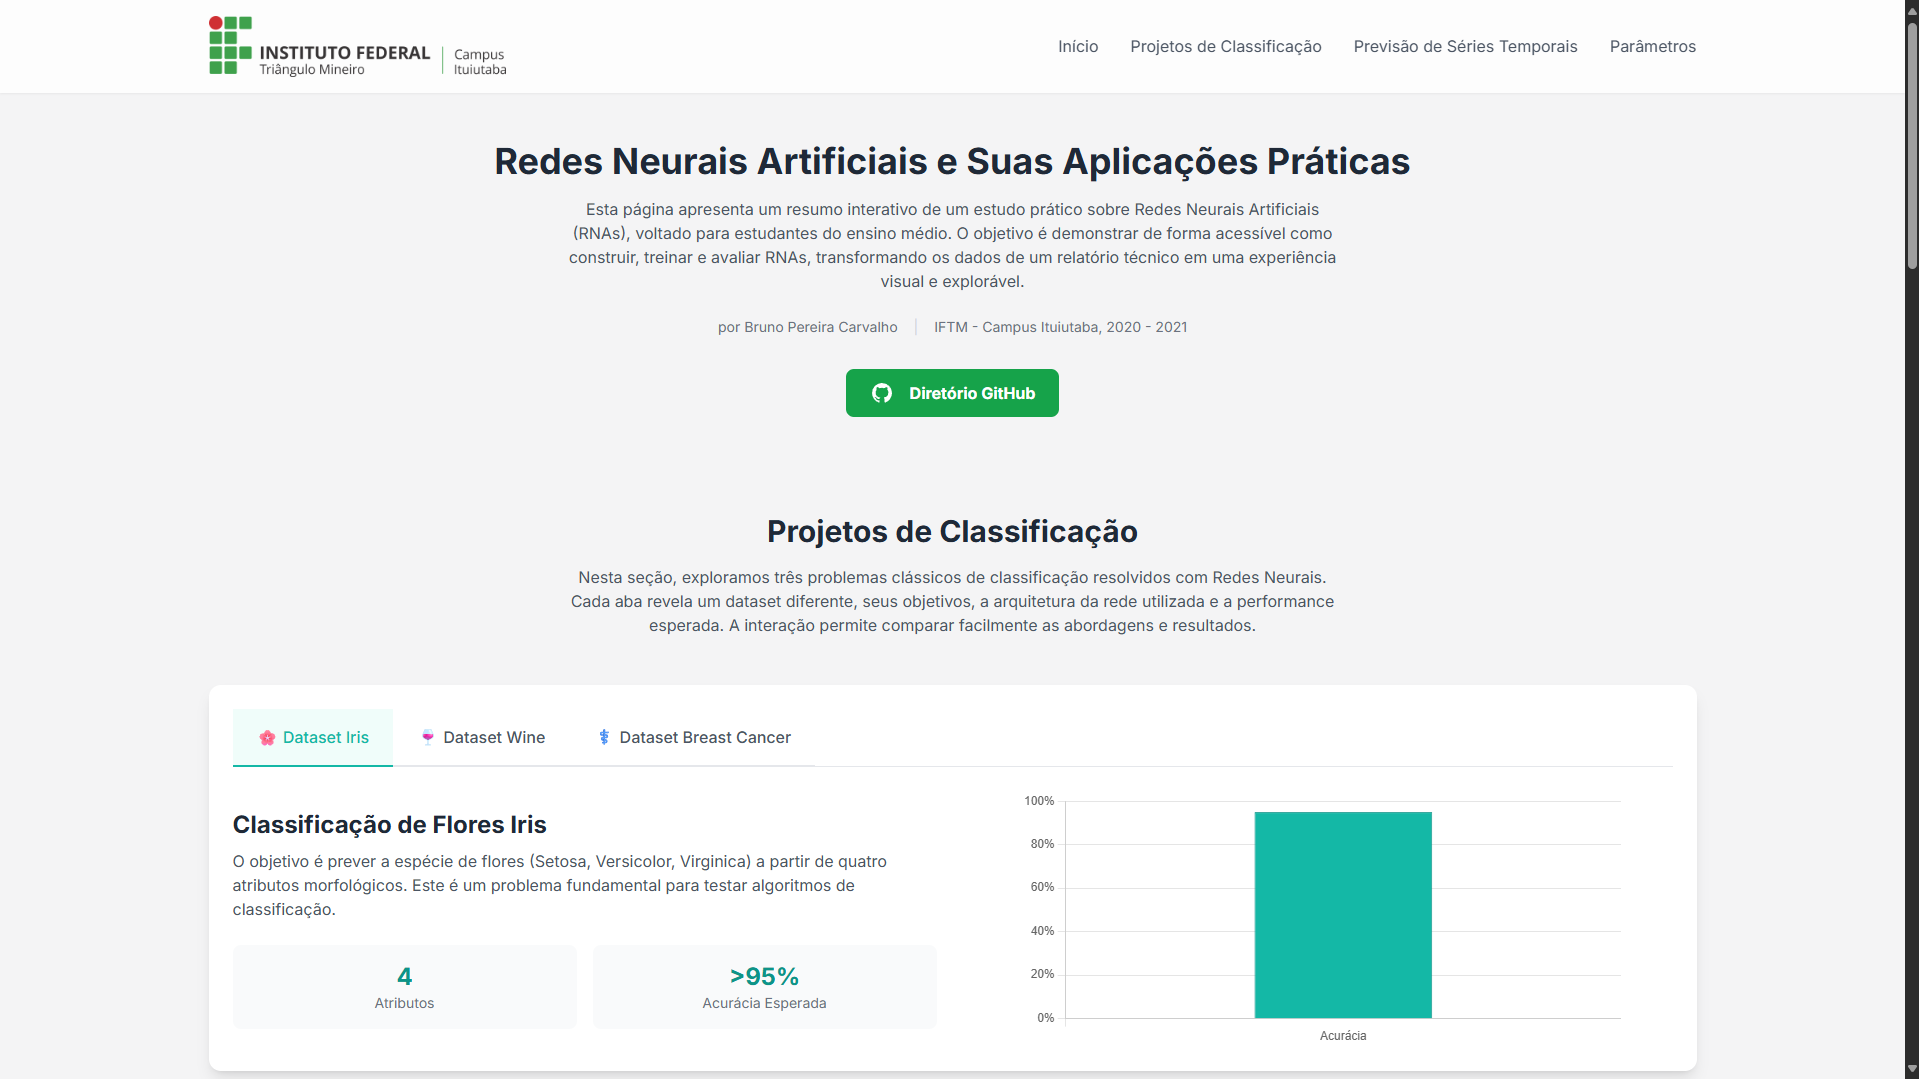 INSTITUTO FEDERAL
Triângulo Mineiro
Campus
Ituiutaba
Início
Projetos de Classificação
Previsão de Séries Temporais
Parâmetros
Redes Neurais Artificiais e Suas Aplicações Práticas
Esta página apresenta um resumo interativo de um estudo prático sobre Redes Neurais Artificiais
(RNAs), voltado para estudantes do ensino médio. O objetivo é demonstrar de forma acessível como
construir, treinar e avaliar RNAs, transformando os dados de um relatório técnico em uma experiência
visual e explorável.
por Bruno Pereira Carvalho
IFTM - Campus Ituiutaba, 2020 - 2021
Diretório GitHub
Projetos de Classificação
Nesta seção, exploramos três problemas clássicos de classificação resolvidos com Redes Neurais.
Cada aba revela um dataset diferente, seus objetivos, a arquitetura da rede utilizada e a performance
esperada. A interação permite comparar facilmente as abordagens e resultados.
Dataset Iris
Dataset Wine
Dataset Breast Cancer
Classificação de Flores Iris
O objetivo é prever a espécie de flores (Setosa, Versicolor, Virginica) a partir de quatro
atributos morfológicos. Este é um problema fundamental para testar algoritmos de
classificação.
4
Atributos
>95%
Acurácia Esperada
100%
80%
60%
40%
20%
0%
Acurácia